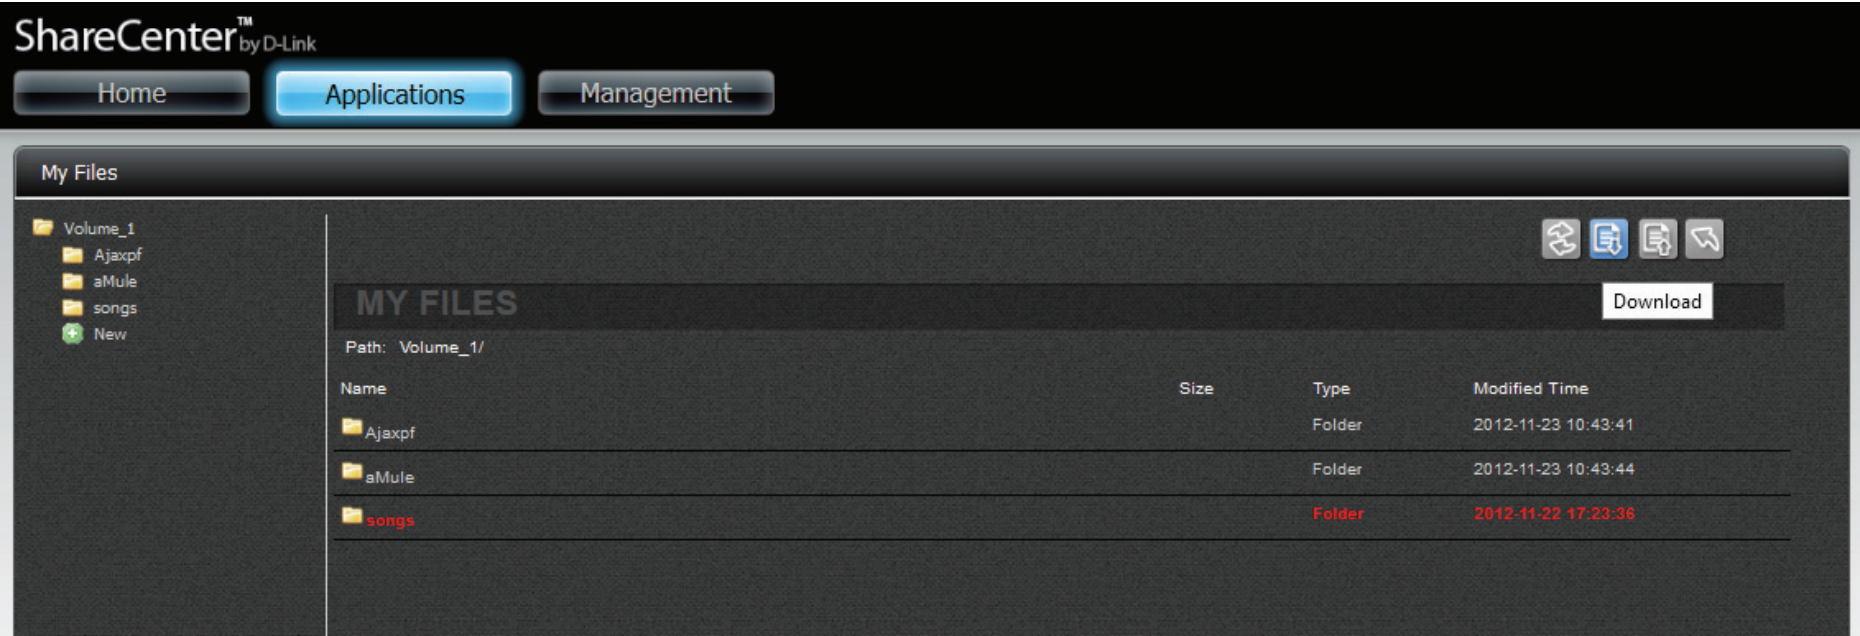 ShareCenter™ by D-Link
Home Applications Management
My Files
Volume_1
Ajaxpf
aMule
songs
New
Download
MY FILES
Path: Volume_1/
Name Size Type Modified Time
Ajaxpf Folder 2012-11-23 10:43:41
aMule Folder 2012-11-23 10:43:44
songs Folder 2012-11-22 17:23:36